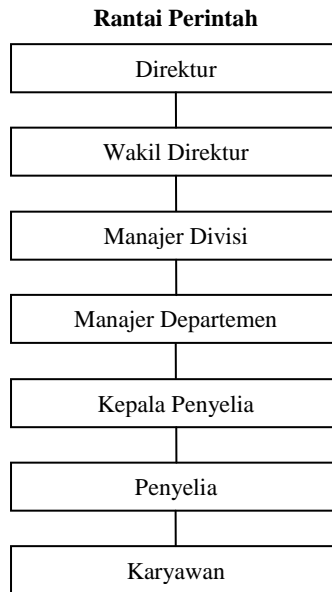 Rantai Perintah
Direktur
Wakil Direktur
Manajer Divisi
Manajer Departemen
Kepala Penyelia
Penyelia
Karyawan